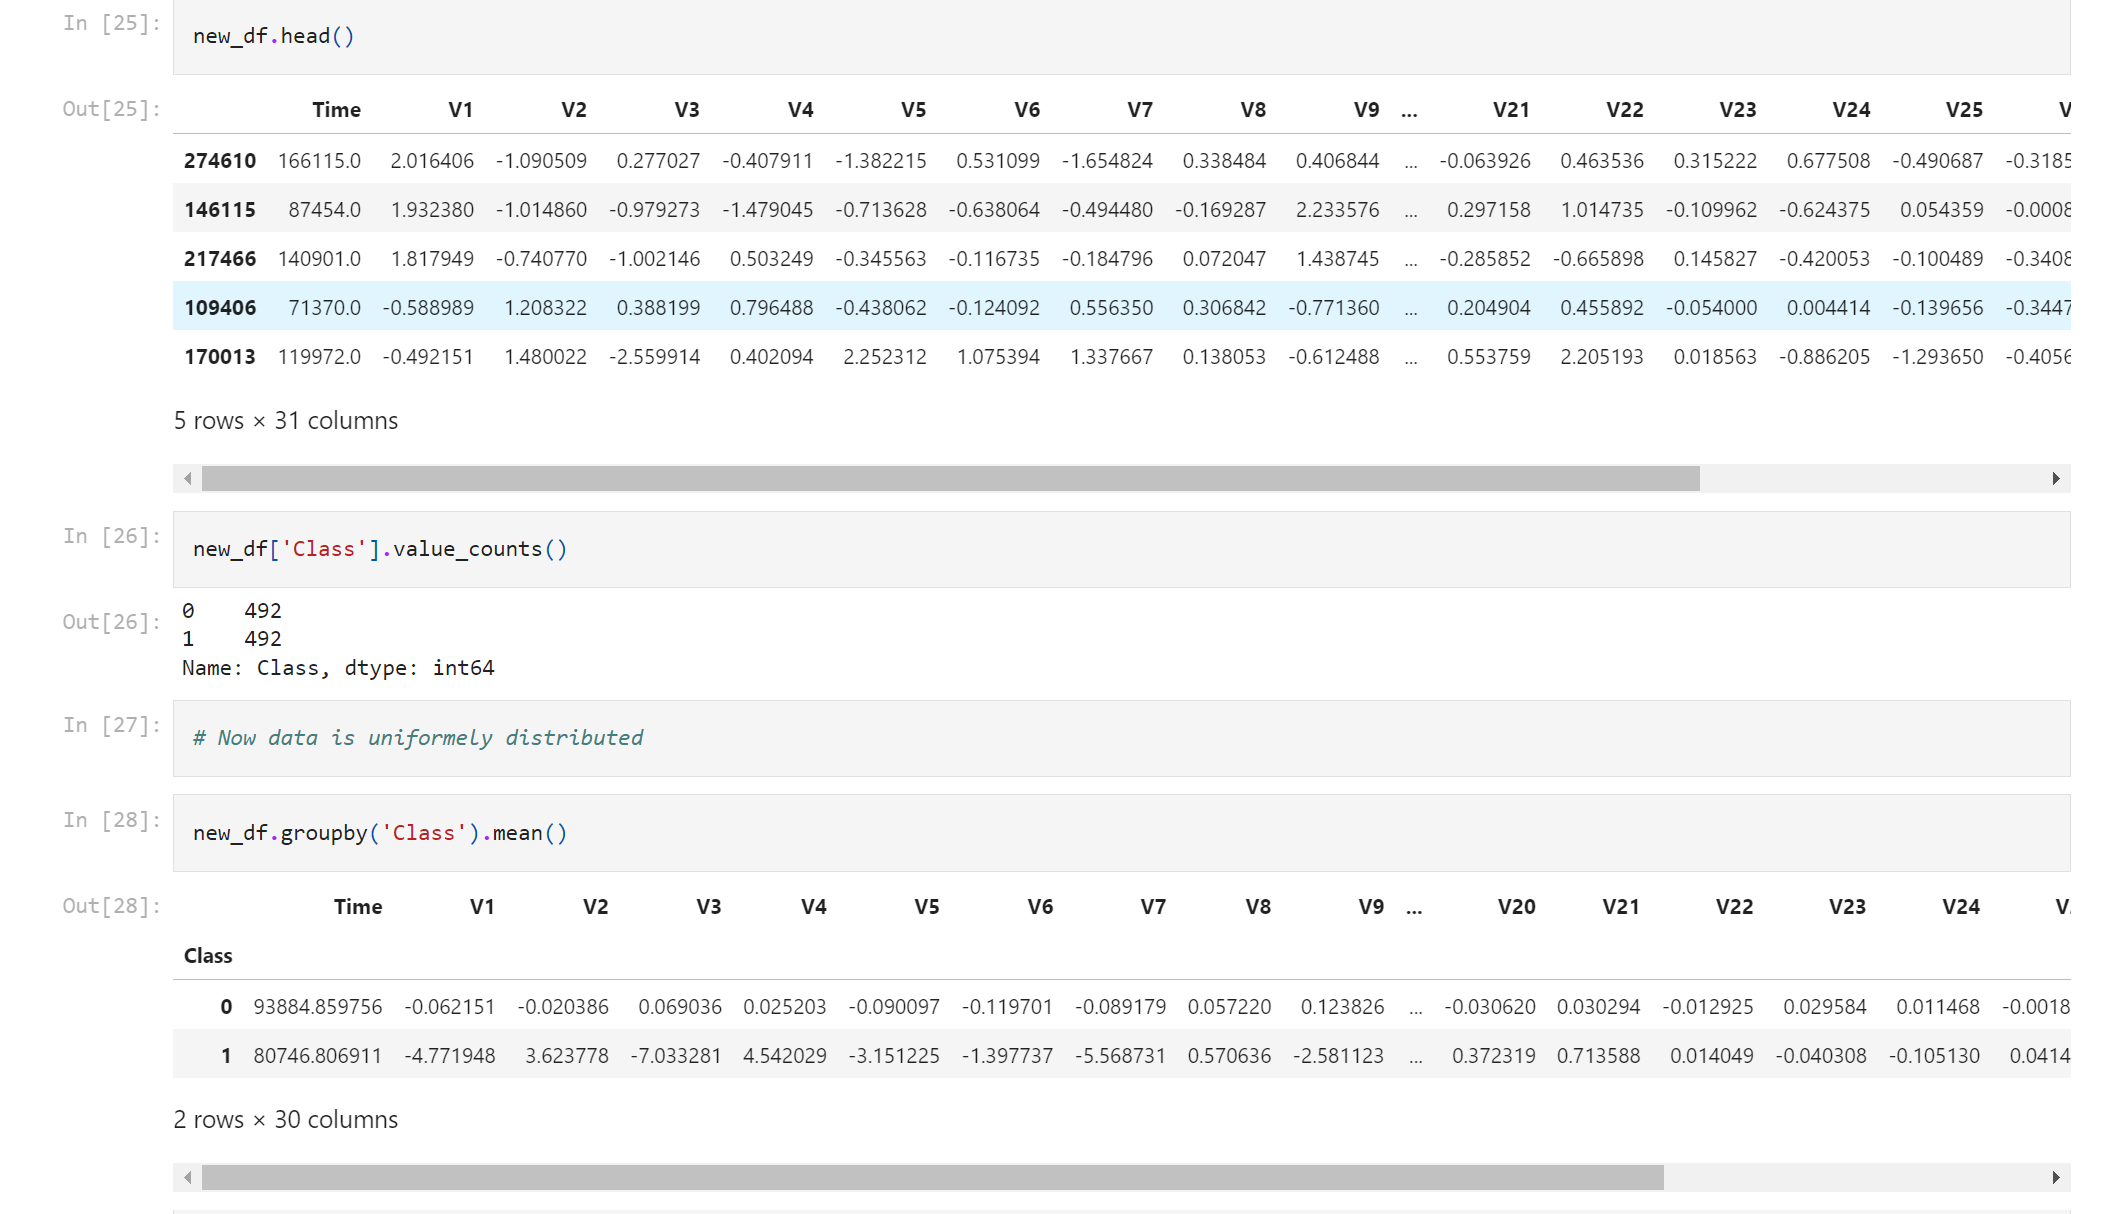 In [25]: new_df.head()
Out[25]:
Time V1 V2 V3 V4 V5 V6 V7 V8 V9 ... V21 V22 V23 V24 V25 V
274610 166115.0 2.016406 -1.090509 0.277027 -0.407911 -1.382215 0.531099 -1.654824 0.338484 0.406844 ... -0.063926 0.463536 0.315222 0.677508 -0.490687 -0.3185
146115 87454.0 1.932380 -1.014860 -0.979273 -1.479045 -0.713628 -0.638064 -0.494480 -0.169287 2.233576 ... 0.297158 1.014735 -0.109962 -0.624375 0.054359 -0.0008
217466 140901.0 1.817949 -0.740770 -1.002146 0.503249 -0.345563 -0.116735 -0.184796 0.072047 1.438745 ... -0.285852 -0.665898 0.145827 -0.420053 -0.100489 -0.3408
109406 71370.0 -0.588989 1.208322 0.388199 0.796488 -0.438062 -0.124092 0.556350 0.306842 -0.771360 ... 0.204904 0.455892 -0.054000 0.004414 -0.139656 -0.3447
170013 119972.0 -0.492151 1.480022 -2.559914 0.402094 2.252312 1.075394 1.337667 0.138053 -0.612488 ... 0.553759 2.205193 0.018563 -0.886205 -1.293650 -0.4056
5 rows × 31 columns
In [26]: new_df['Class'].value_counts()
Out[26]:
0 492
1 492
Name: Class, dtype: int64
In [27]: # Now data is uniformely distributed
In [28]: new_df.groupby('Class').mean()
Out[28]:
Time V1 V2 V3 V4 V5 V6 V7 V8 V9 ... V20 V21 V22 V23 V24 V
Class
0 93884.859756 -0.062151 -0.020386 0.069036 0.025203 -0.090097 -0.119701 -0.089179 0.057220 0.123826 ... -0.030620 0.030294 -0.012925 0.029584 0.011468 -0.0018
1 80746.806911 -4.771948 3.623778 -7.033281 4.542029 -3.151225 -1.397737 -5.568731 0.570636 -2.581123 ... 0.372319 0.713588 0.014049 -0.040308 -0.105130 0.0414
2 rows × 30 columns